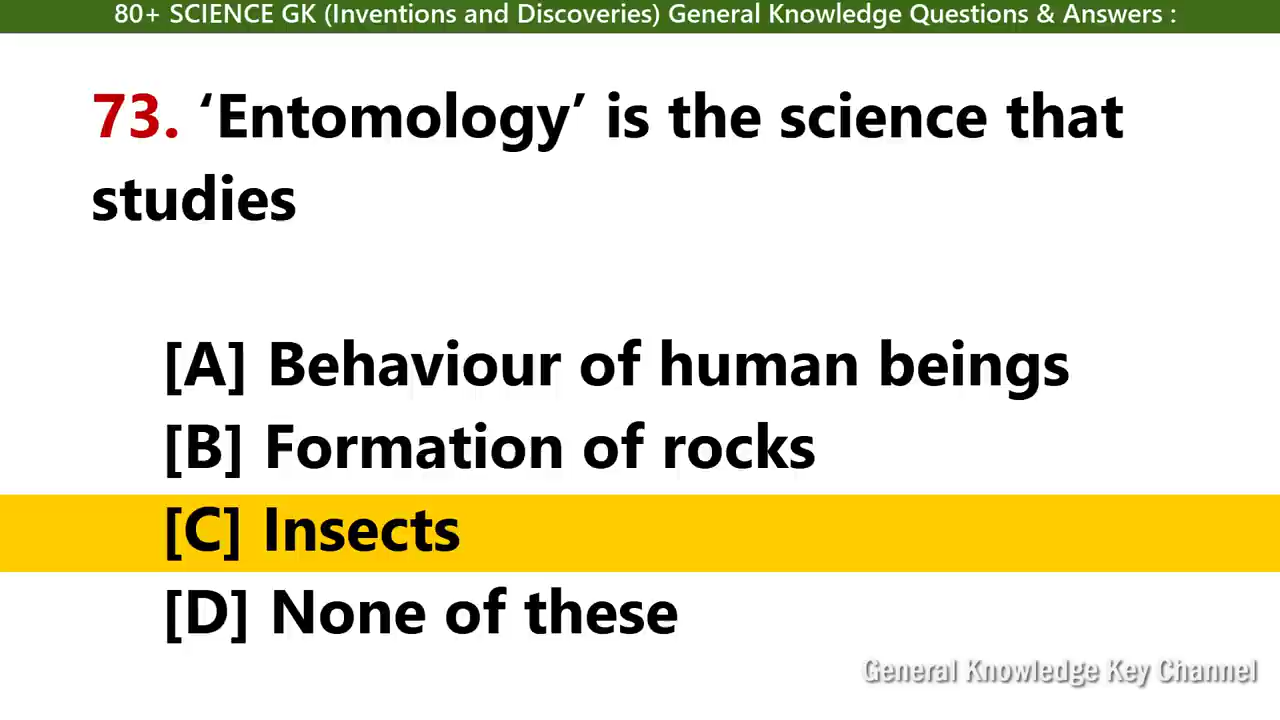 80+ SCIENCE GK (Inventions and Discoveries) General Knowledge Questions & Answers :
73. ‘Entomology’ is the science that
studies
[A] Behaviour of human beings
[B] Formation of rocks
[C] Insects
[D] None of these
General Knowledge Key Channel